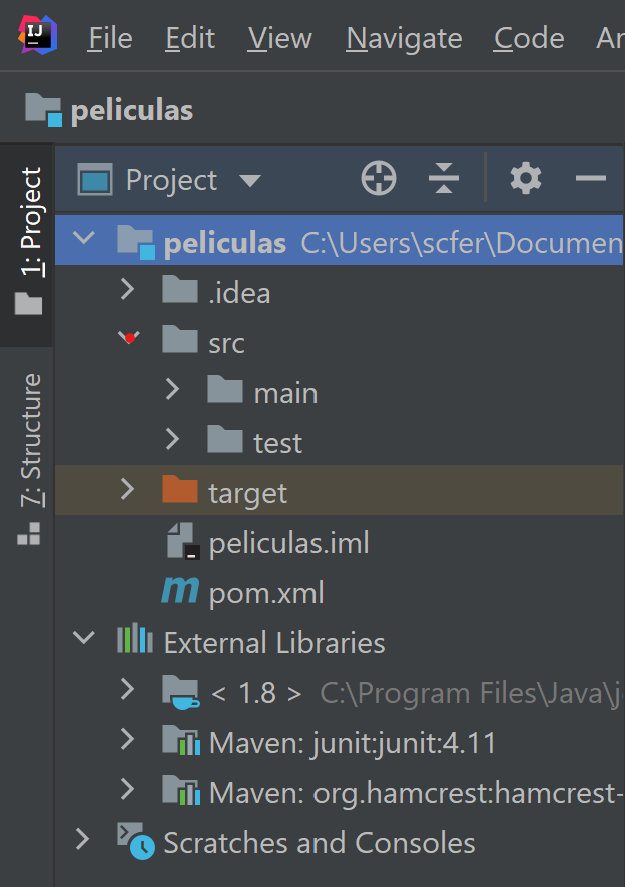 IJ
File Edit View Navigate Code
peliculas
1: Project
7: Structure
Project
peliculas C:\Users\scfer\Documen
.idea
src
main
test
target
peliculas.iml
m pom.xml
External Libraries
< 1.8 > C:\Program Files\Java\j
Maven: junit:junit:4.11
Maven: org.hamcrest:hamcrest-
Scratches and Consoles